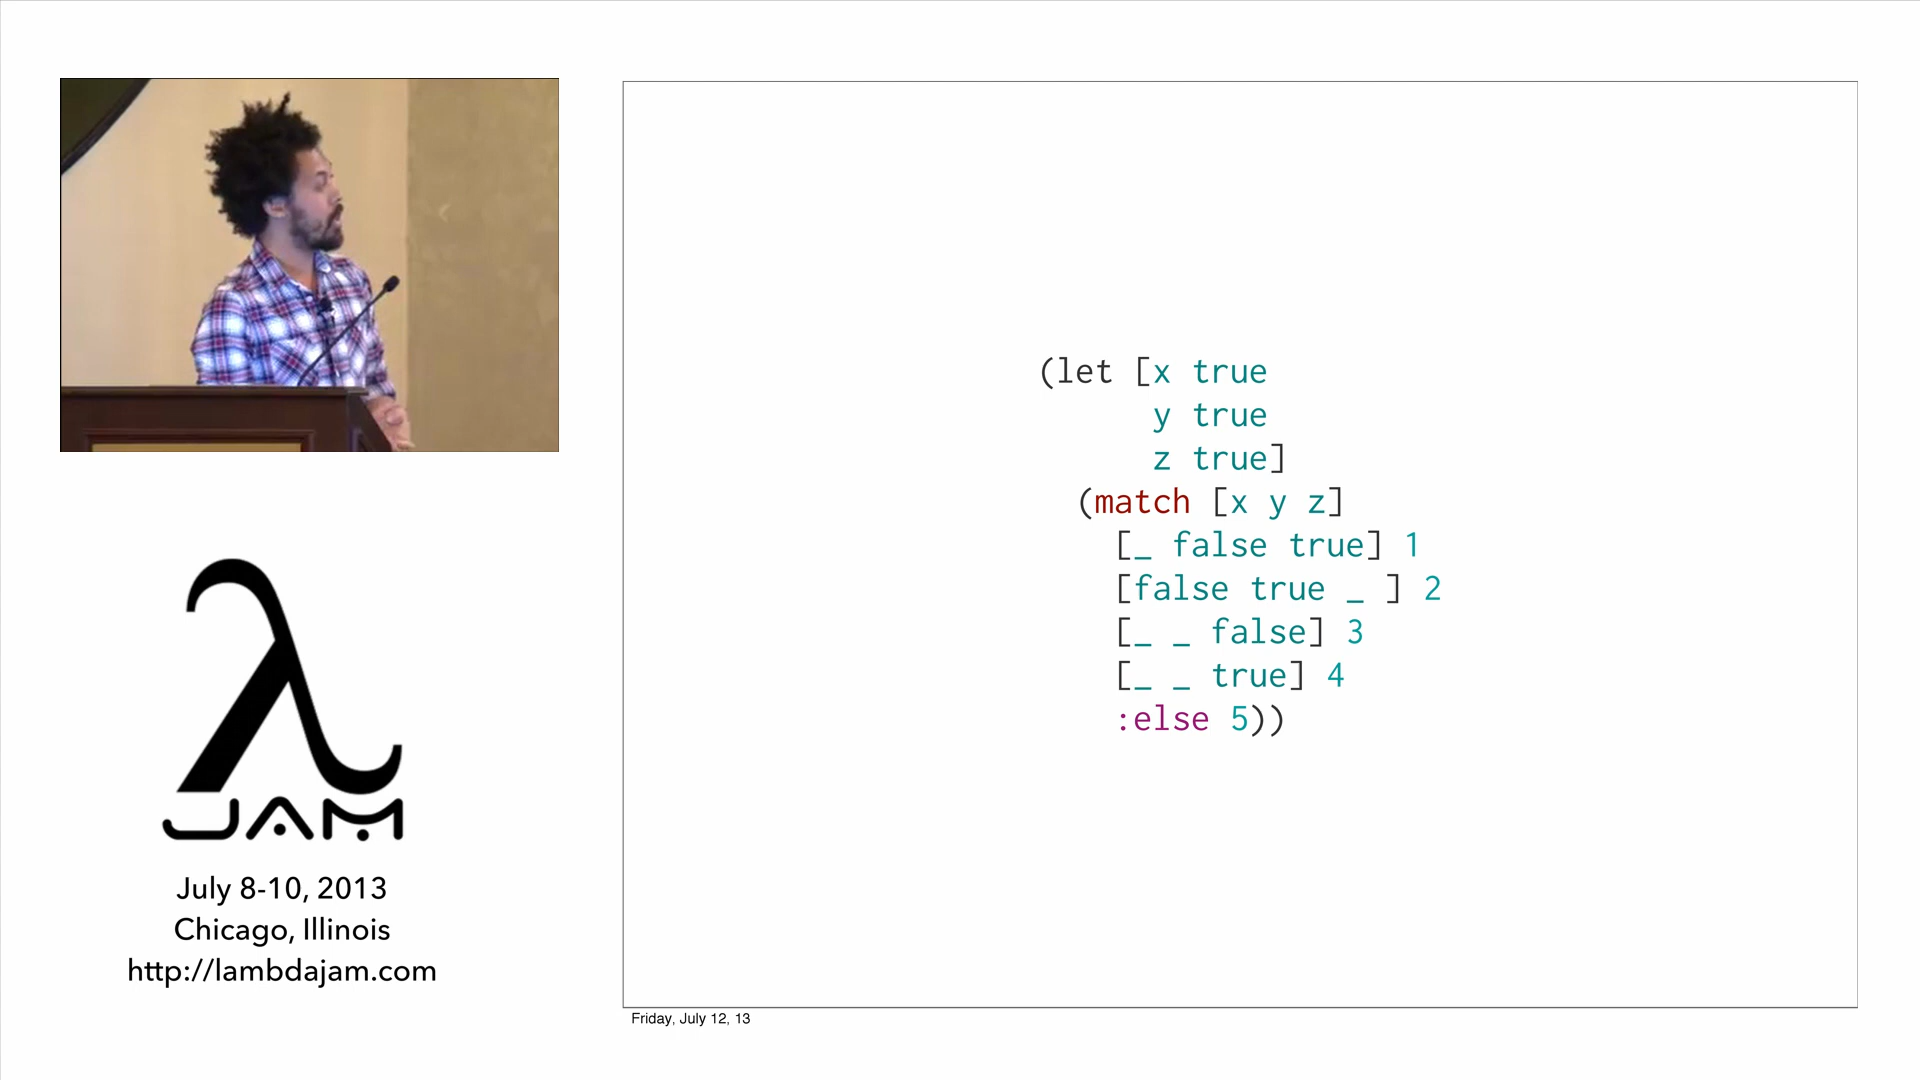 JAM
July 8-10, 2013
Chicago, Illinois
http://lambdajam.com
(let [x true
y true
z true]
(match [x y z]
[_ false true] 1
[false true _ ] 2
[_ _ false] 3
[_ _ true] 4
:else 5))
Friday, July 12, 13